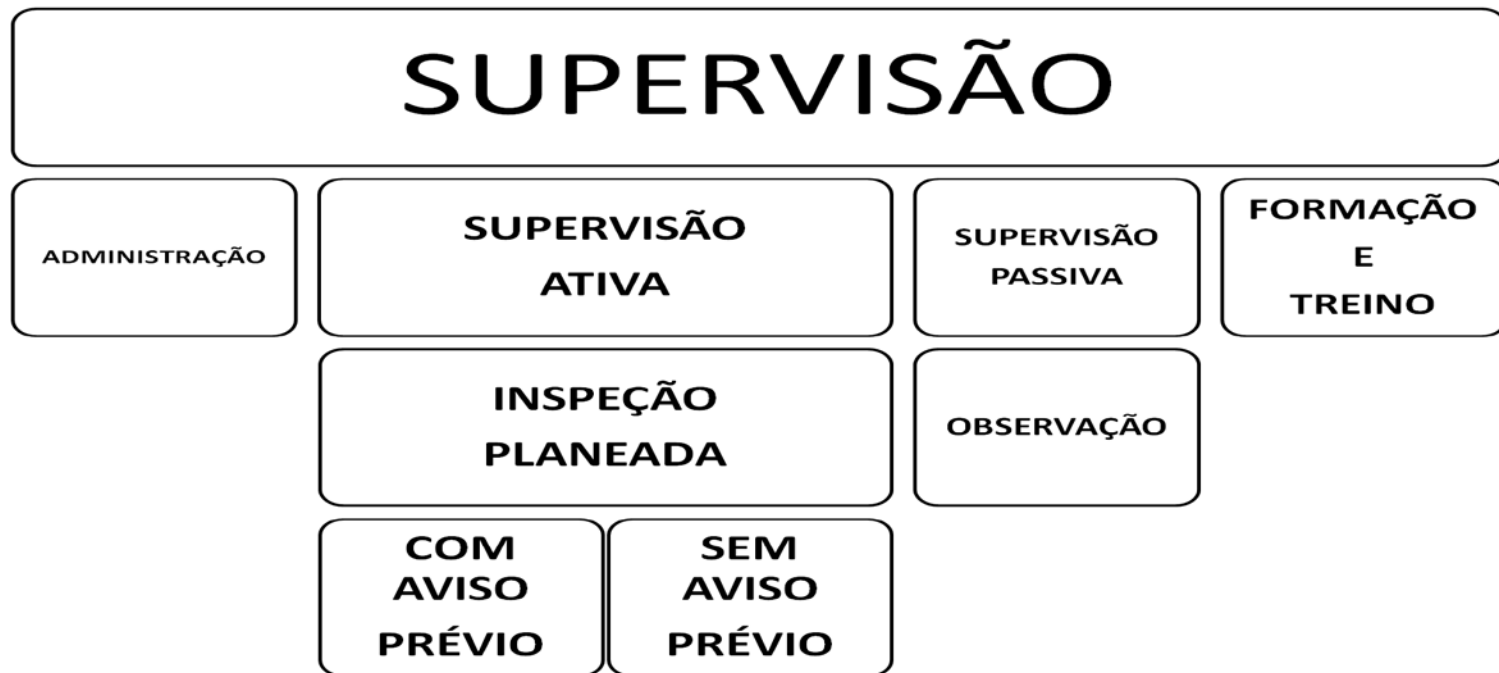 SUPERVISÃO
ADMINISTRAÇÃO
SUPERVISÃO
ATIVA
SUPERVISÃO
PASSIVA
FORMAÇÃO
E
TREINO
INSPEÇÃO
PLANEADA
OBSERVAÇÃO
COM
AVISO
PRÉVIO
SEM
AVISO
PRÉVIO